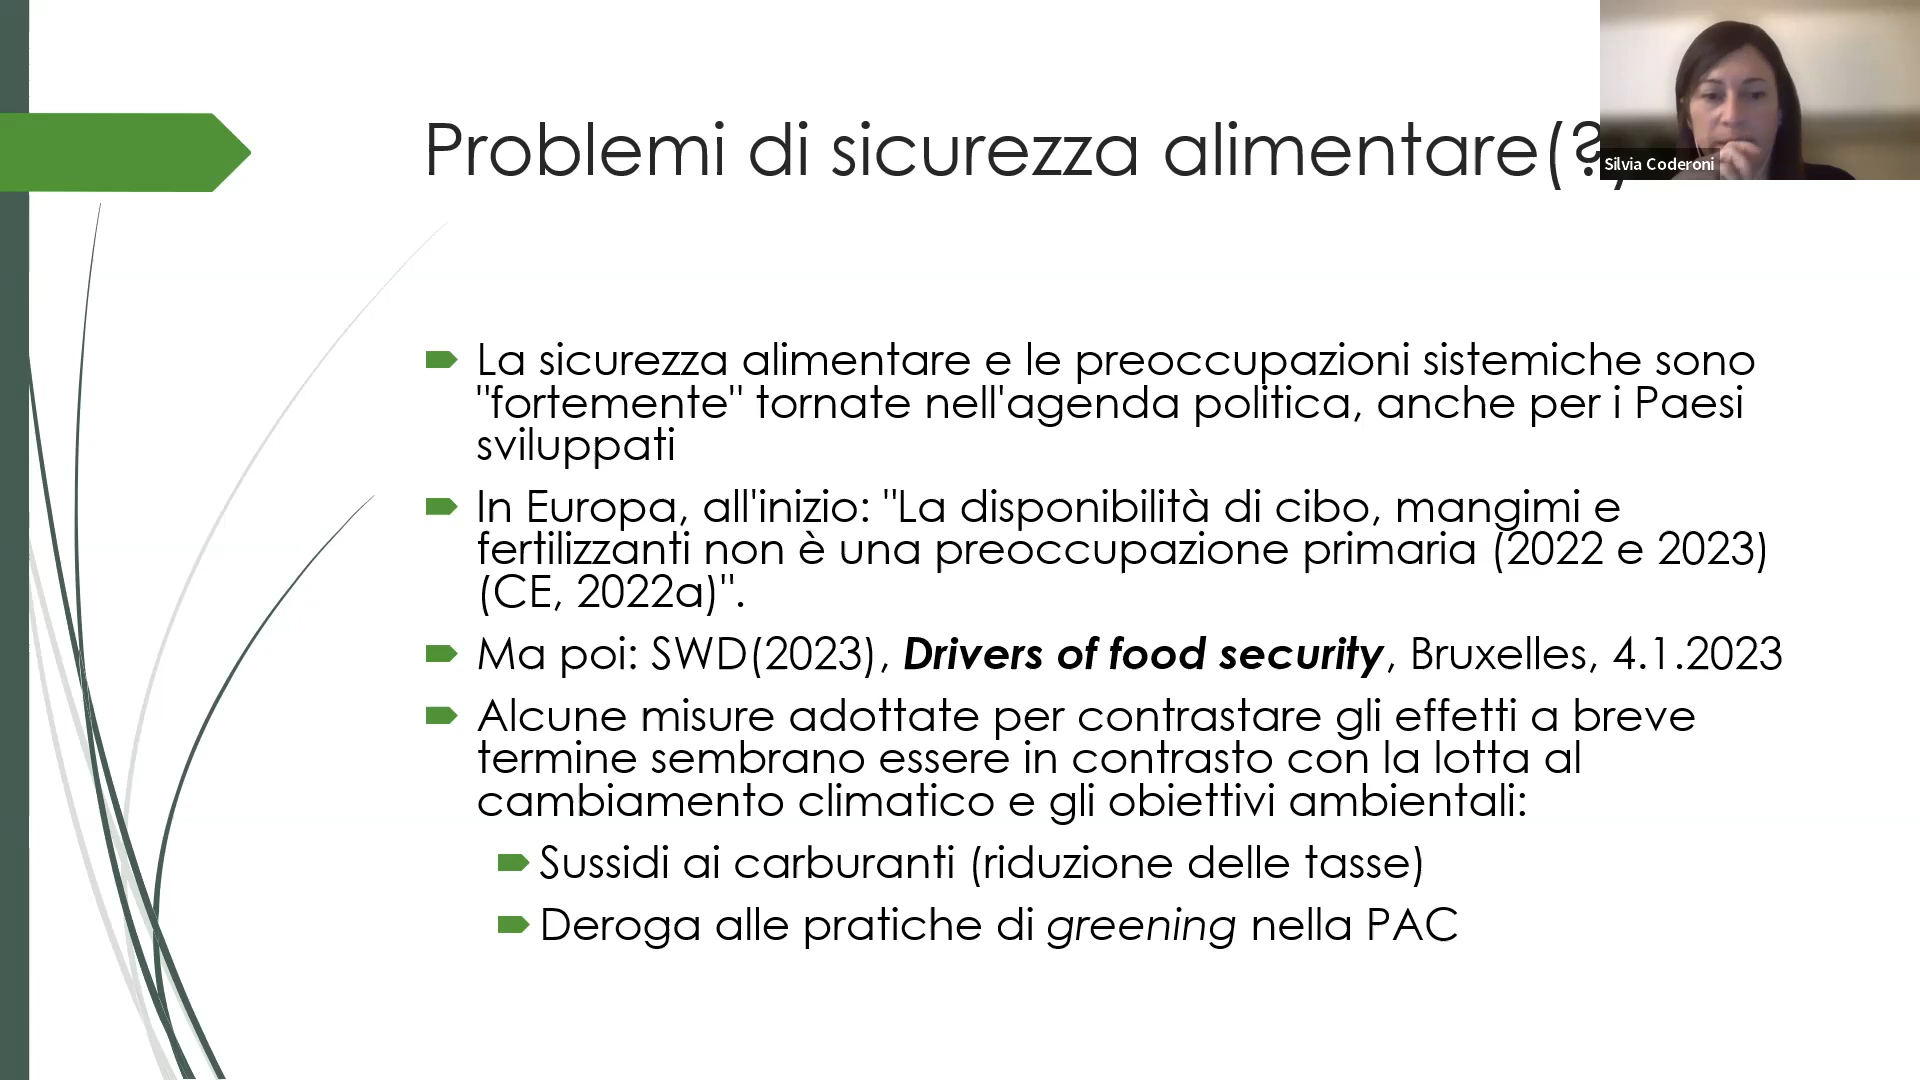 Problemi di sicurezza alimentare(?)
Silvia Coderoni
La sicurezza alimentare e le preoccupazioni sistemiche sono
"fortemente" tornate nell'agenda politica, anche per i Paesi
sviluppati
In Europa, all'inizio: "La disponibilità di cibo, mangimi e
fertilizzanti non è una preoccupazione primaria (2022 e 2023)
(CE, 2022a)".
Ma poi: SWD(2023), Drivers of food security, Bruxelles, 4.1.2023
Alcune misure adottate per contrastare gli effetti a breve
termine sembrano essere in contrasto con la lotta al
cambiamento climatico e gli obiettivi ambientali:
Sussidi ai carburanti (riduzione delle tasse)
Deroga alle pratiche di greening nella PAC